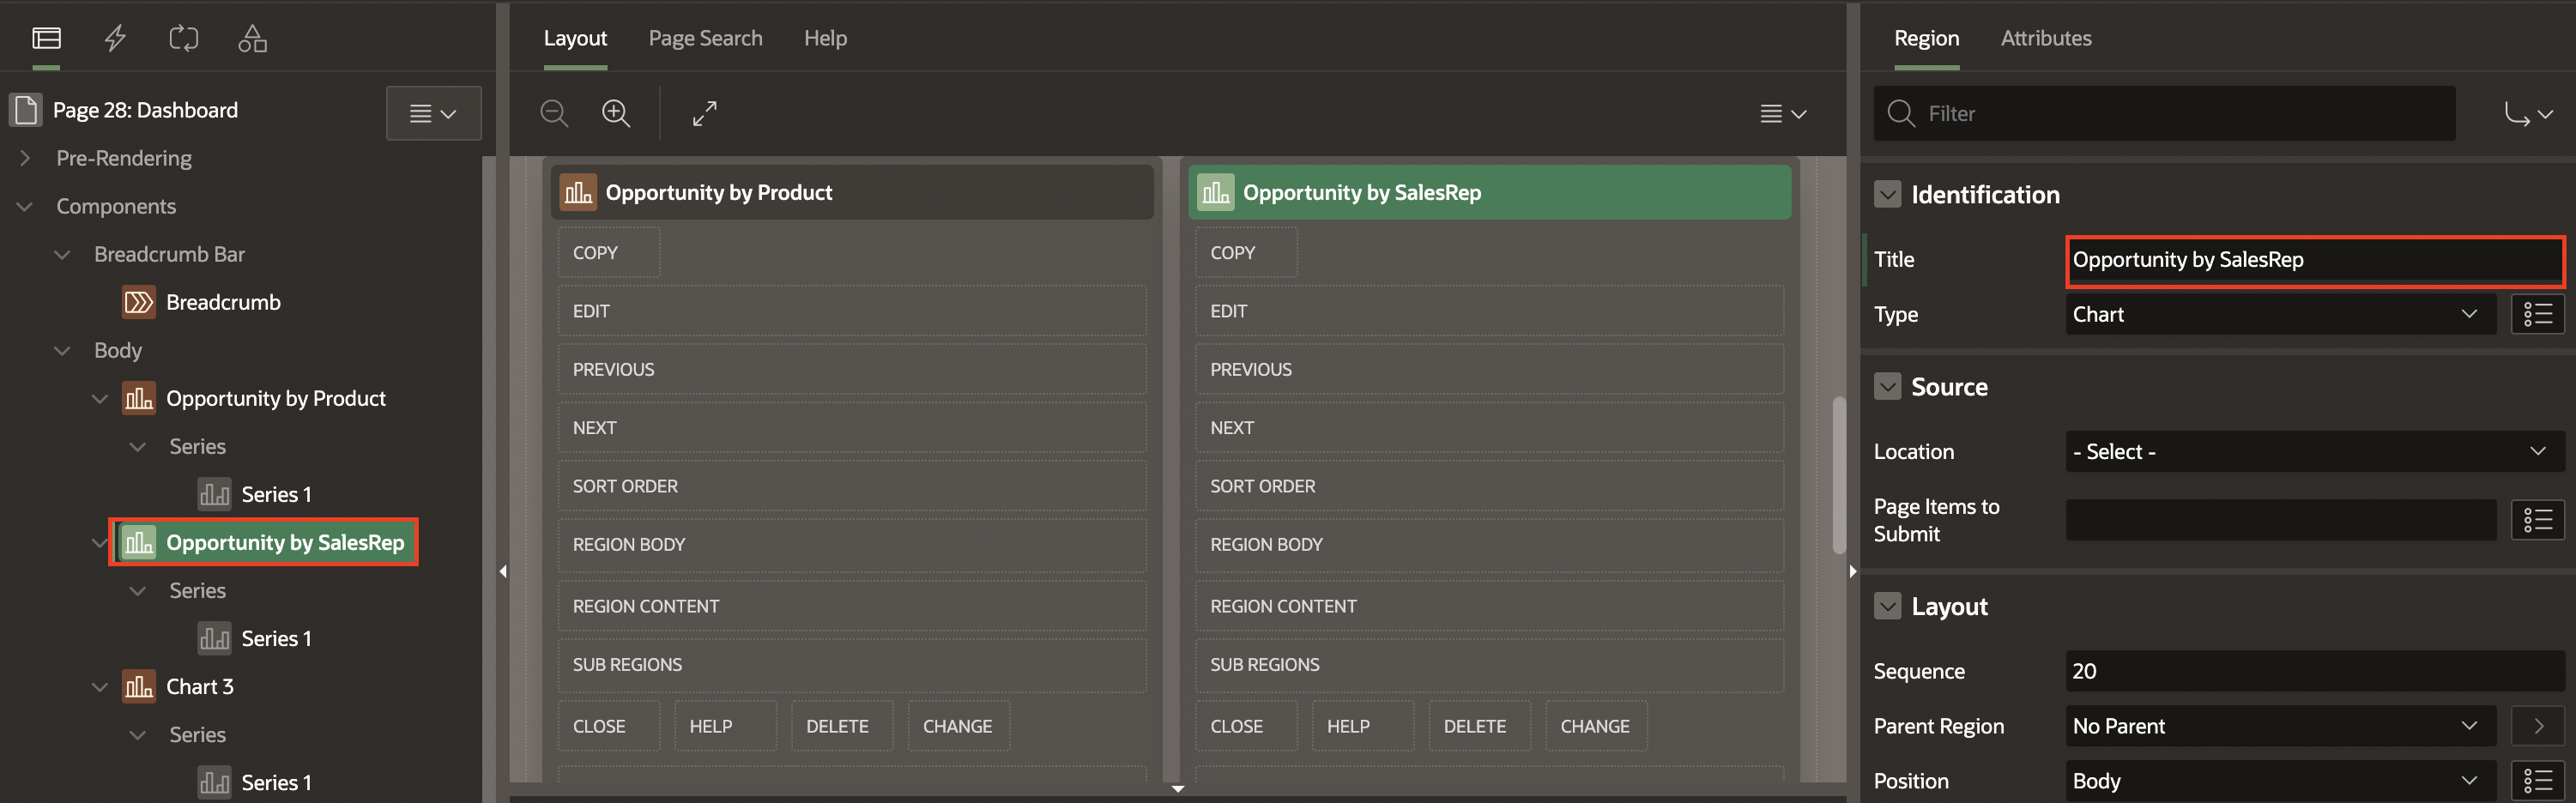 Page 28: Dashboard
Pre-Rendering
Components
Breadcrumb Bar
Breadcrumb
Body
Opportunity by Product
Series
Series 1
Opportunity by SalesRep
Series
Series 1
Chart 3
Series
Series 1
Layout Page Search Help
Opportunity by Product
COPY
EDIT
PREVIOUS
NEXT
SORT ORDER
REGION BODY
REGION CONTENT
SUB REGIONS
CLOSE HELP DELETE CHANGE
Opportunity by SalesRep
COPY
EDIT
PREVIOUS
NEXT
SORT ORDER
REGION BODY
REGION CONTENT
SUB REGIONS
CLOSE HELP DELETE CHANGE
Region Attributes
Filter
Identification
Title Opportunity by SalesRep
Type Chart
Source
Location - Select -
Page Items to
Submit
Layout
Sequence 20
Parent Region No Parent
Position Body